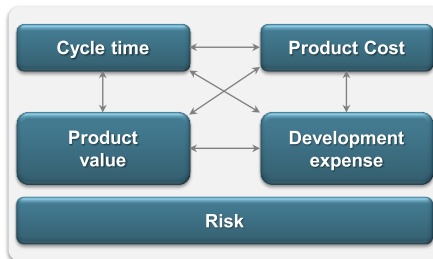 Cycle time
Product Cost
Product
value
Development
expense
Risk